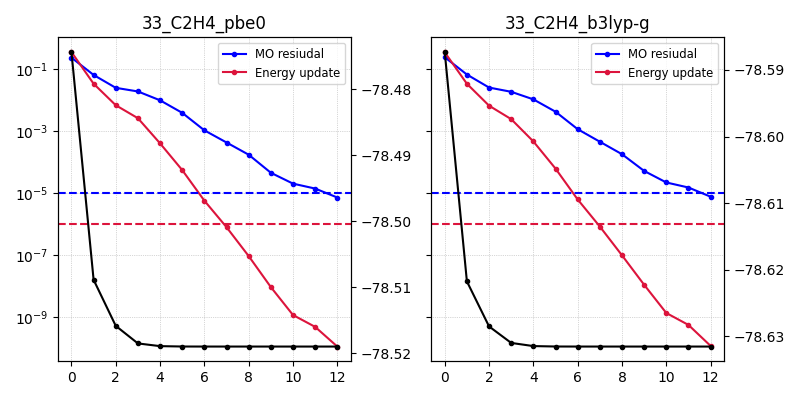 33_C2H4_pbe0
MO resiudal
Energy update
10⁻¹
10⁻³
10⁻⁵
10⁻⁷
10⁻⁹
−78.48
−78.49
−78.50
−78.51
−78.52
0 2 4 6 8 10 12
33_C2H4_b3lyp-g
MO resiudal
Energy update
−78.59
−78.60
−78.61
−78.62
−78.63
0 2 4 6 8 10 12